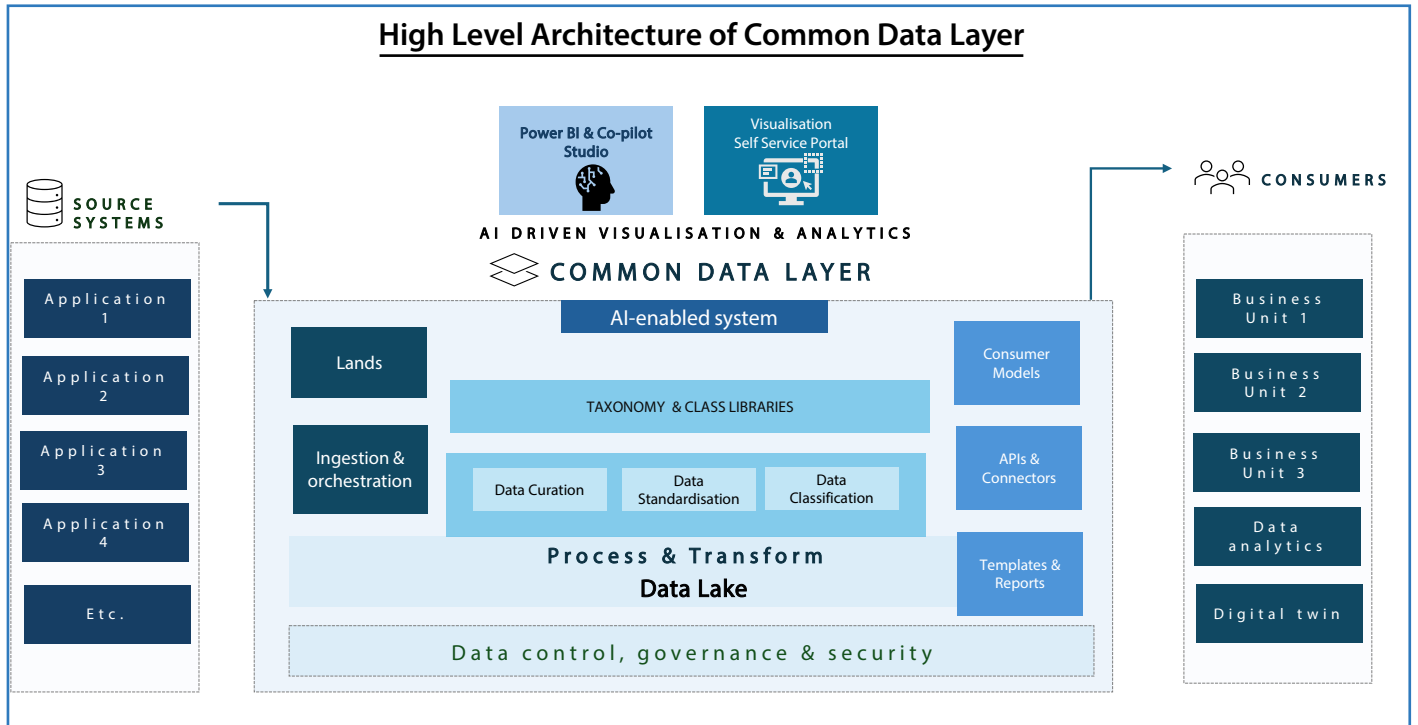 High Level Architecture of Common Data Layer
Power BI & Co-pilot
Studio
Visualisation
Self Service Portal
AI DRIVEN VISUALISATION & ANALYTICS
COMMON DATA LAYER
SOURCE
SYSTEMS
Application
1
Application
2
Application
3
Application
4
Etc.
AI-enabled system
Lands
Ingestion &
orchestration
TAXONOMY & CLASS LIBRARIES
Data Curation
Data
Standardisation
Data
Classification
Process & Transform
Data Lake
Consumer
Models
APIs &
Connectors
Templates &
Reports
Data control, governance & security
CONSUMERS
Business
Unit 1
Business
Unit 2
Business
Unit 3
Data
analytics
Digital twin